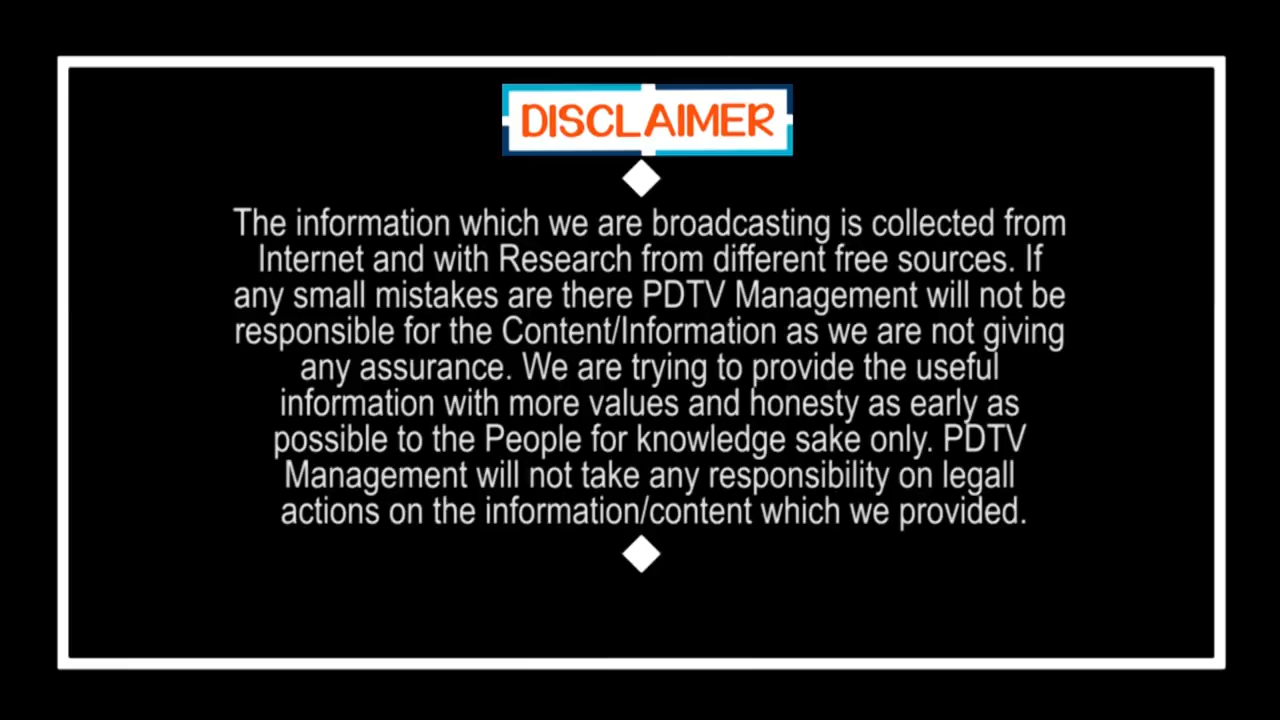 DISCLAIMER
The information which we are broadcasting is collected from
Internet and with Research from different free sources. If
any small mistakes are there PDTV Management will not be
responsible for the Content/Information as we are not giving
any assurance. We are trying to provide the useful
information with more values and honesty as early as
possible to the People for knowledge sake only. PDTV
Management will not take any responsibility on legall
actions on the information/content which we provided.